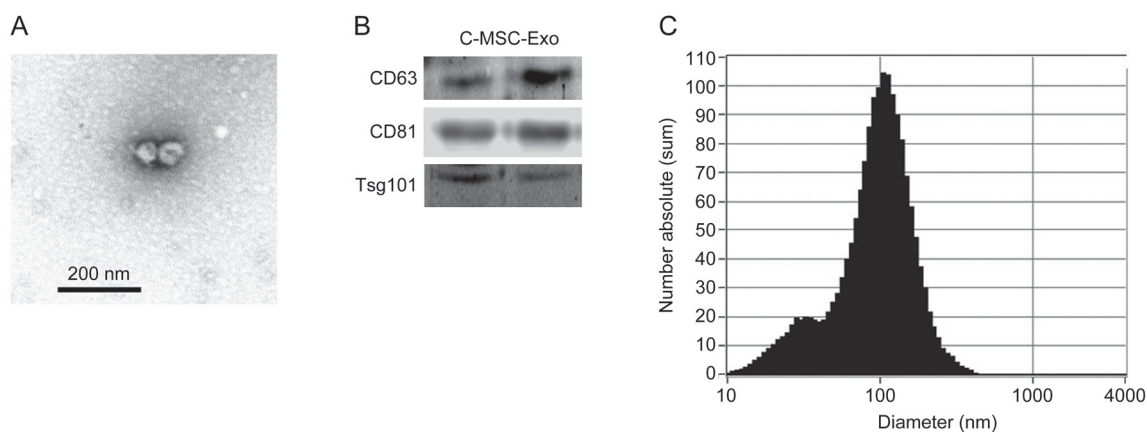 A
200 nm
B
C-MSC-Exo
CD63
CD81
Tsg101
C
Number absolute (sum)
110
100
90
80
70
60
50
40
30
20
10
0
10 100 1000 4000
Diameter (nm)